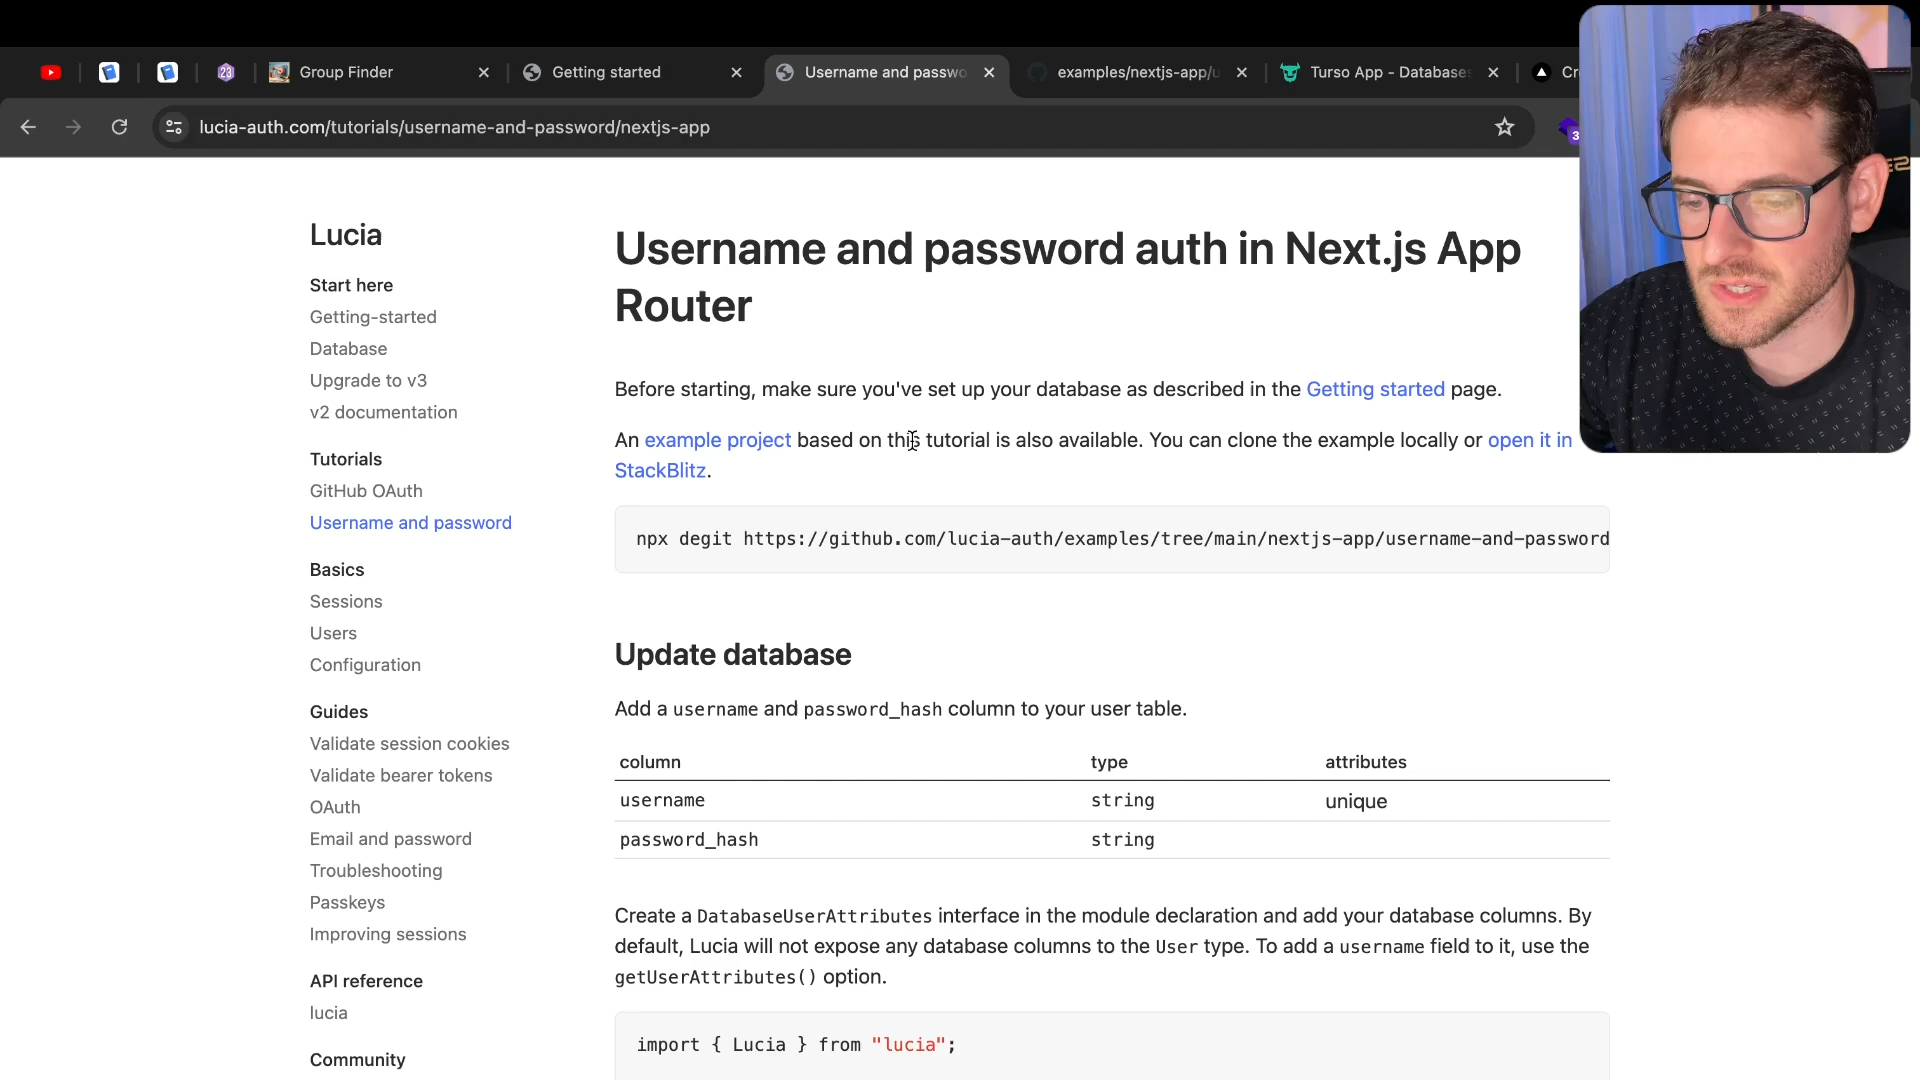 23
Group Finder
Getting started
Username and passwo
examples/nextjs-app/u
Turso App - Databases
Cr
lucia-auth.com/tutorials/username-and-password/nextjs-app
3
Lucia
Start here
Getting-started
Database
Upgrade to v3
v2 documentation
Tutorials
GitHub OAuth
Username and password
Basics
Sessions
Users
Configuration
Guides
Validate session cookies
Validate bearer tokens
OAuth
Email and password
Troubleshooting
Passkeys
Improving sessions
API reference
lucia
Community
Username and password auth in Next.js App
Router
Before starting, make sure you've set up your database as described in the Getting started page.
An example project based on this tutorial is also available. You can clone the example locally or open it in
StackBlitz.
npx degit https://github.com/lucia-auth/examples/tree/main/nextjs-app/username-and-password
Update database
Add a username and password_hash column to your user table.
column type attributes
username string unique
password_hash string
Create a DatabaseUserAttributes interface in the module declaration and add your database columns. By
default, Lucia will not expose any database columns to the User type. To add a username field to it, use the
getUserAttributes() option.
import { Lucia } from "lucia";